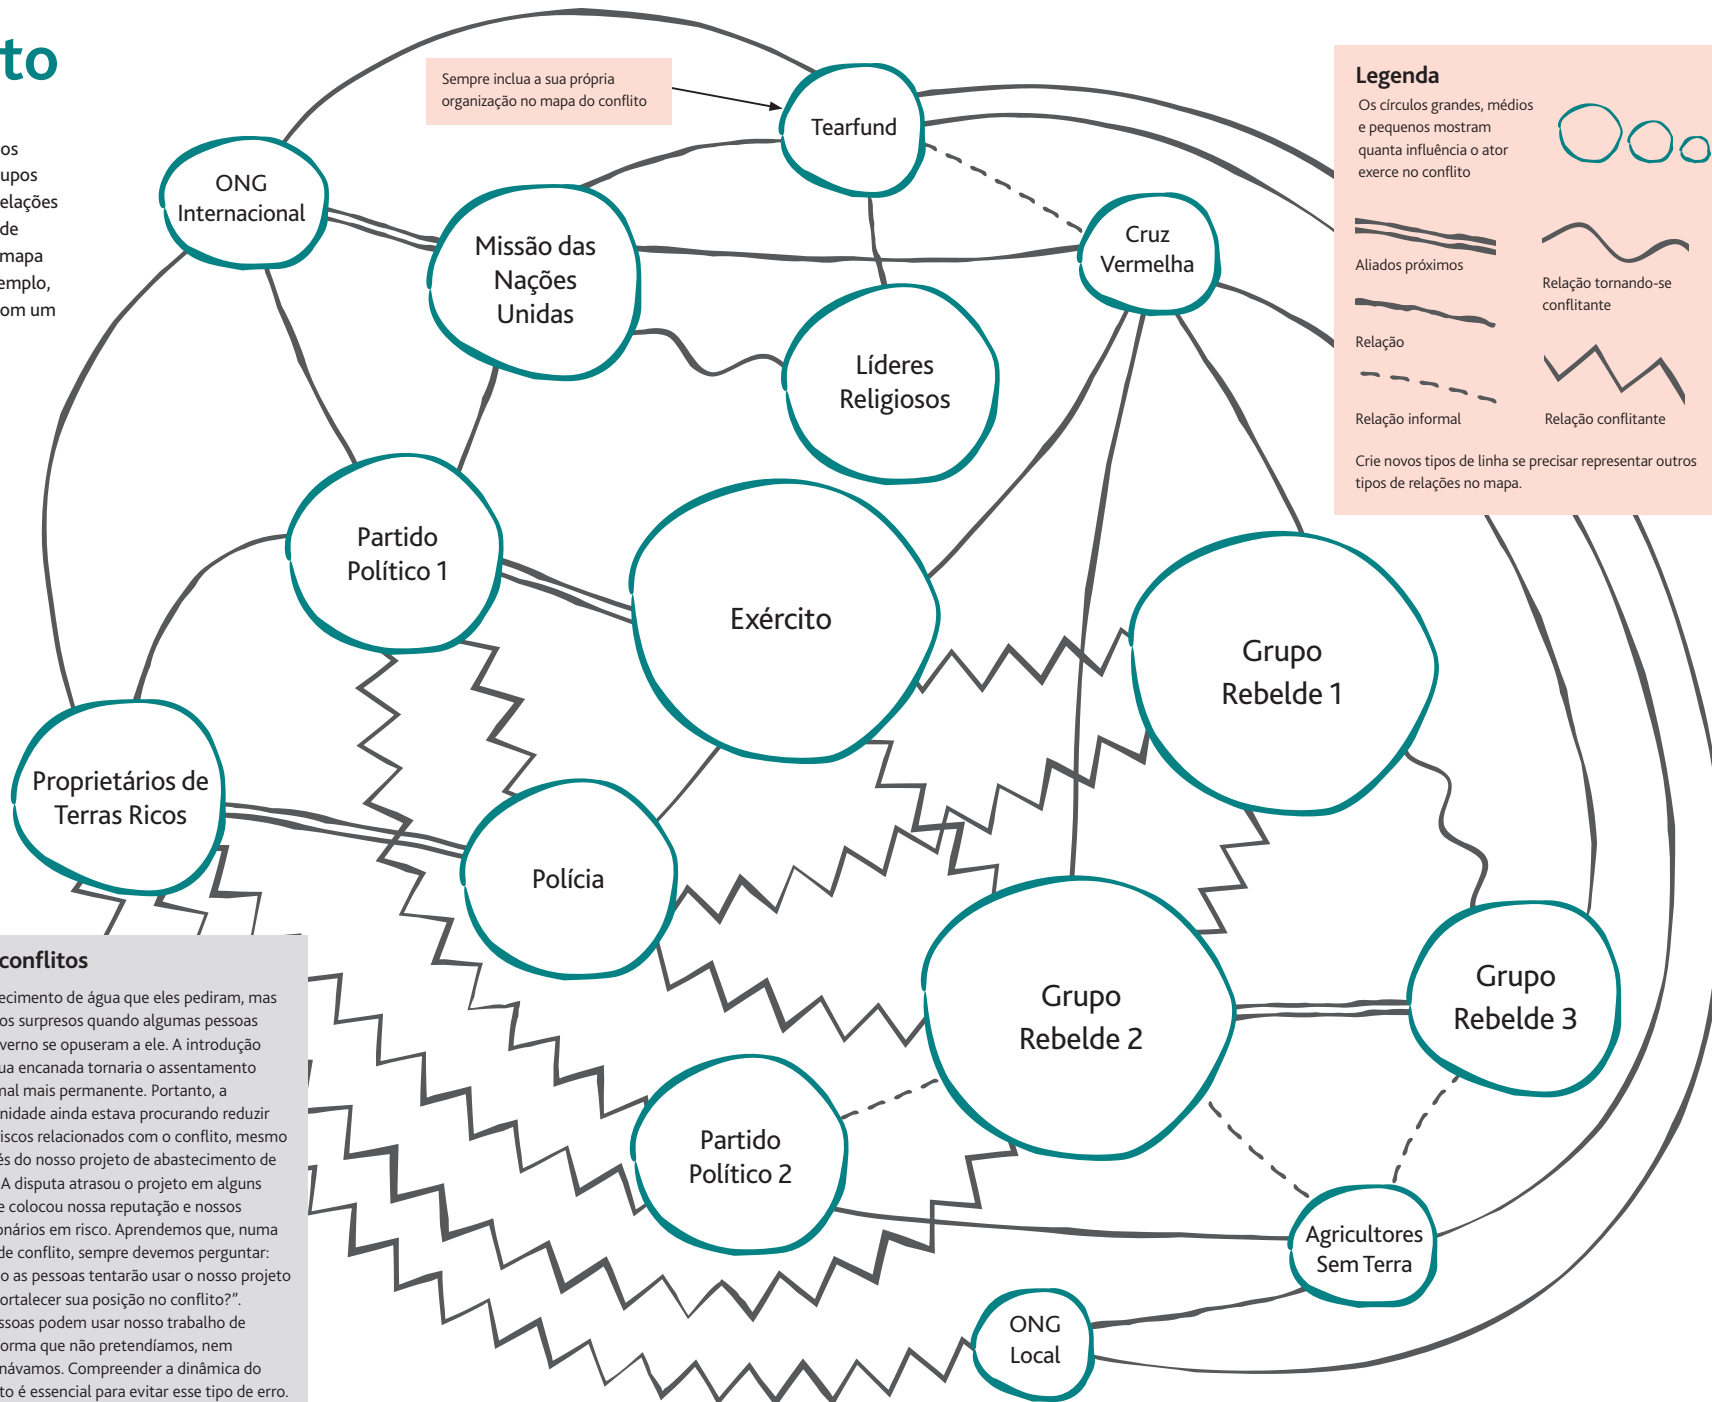 to
os
upos
elações
de
mapa
emplo,
om um
Sempre inclua a sua própria
organização no mapa do conflito
Tearfund
ONG
Internacional
Missão das
Nações
Unidas
Cruz
Vermelha
Líderes
Religiosos
Partido
Político 1
Exército
Grupo
Rebelde 1
Proprietários de
Terras Ricos
Polícia
Grupo
Rebelde 2
Grupo
Rebelde 3
Partido
Político 2
Agricultores
Sem Terra
ONG
Local
Legenda
Os círculos grandes, médios
e pequenos mostram
quanta influência o ator
exerce no conflito
Aliados próximos
Relação
Relação informal
Relação tornando-se
conflitante
Relação conflitante
Crie novos tipos de linha se precisar representar outros
tipos de relações no mapa.
conflitos
ecimento de água que eles pediram, mas
os surpresos quando algumas pessoas
verno se opuseram a ele. A introdução
ua encanada tornaria o assentamento
mal mais permanente. Portanto, a
nidade ainda estava procurando reduzir
iscos relacionados com o conflito, mesmo
és do nosso projeto de abastecimento de
A disputa atrasou o projeto em alguns
e colocou nossa reputação e nossos
onários em risco. Aprendemos que, numa
de conflito, sempre devemos perguntar:
o as pessoas tentarão usar o nosso projeto
ortalecer sua posição no conflito?".
ssoas podem usar nosso trabalho de
orma que não pretendíamos, nem
návamos. Compreender a dinâmica do
to é essencial para evitar esse tipo de erro.